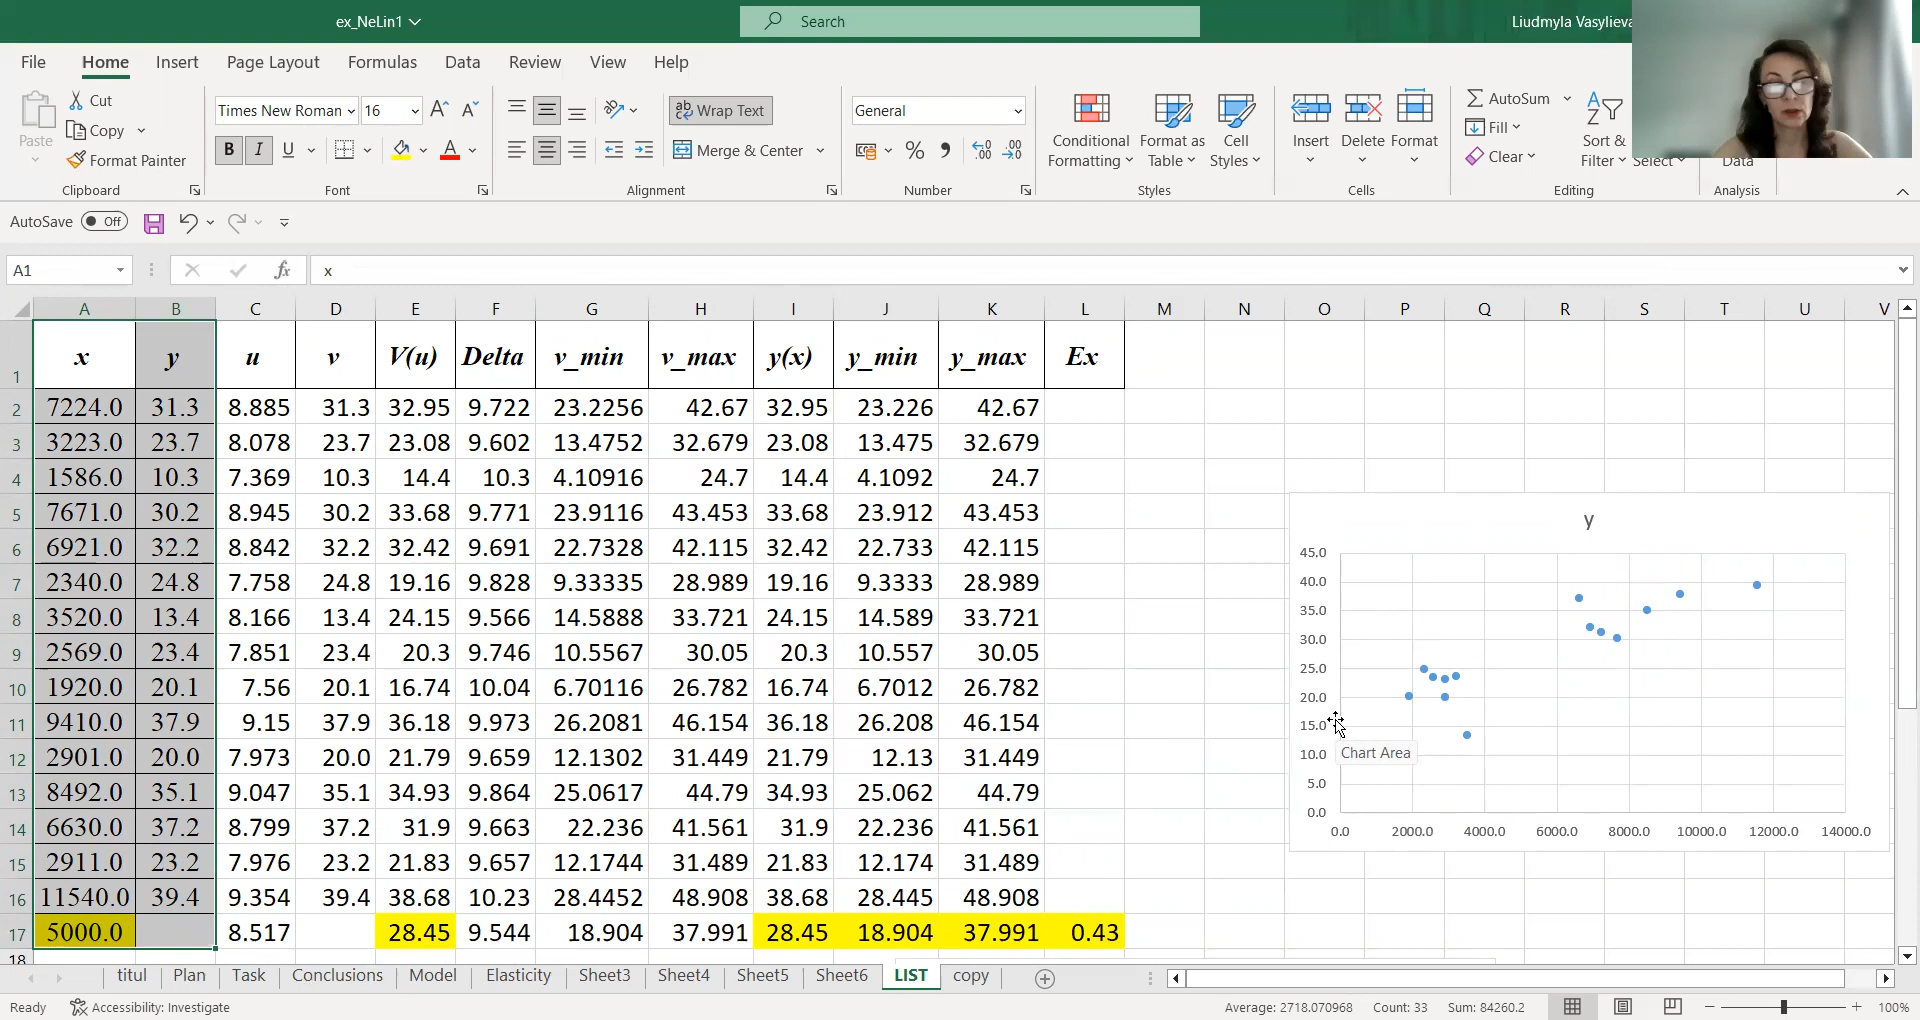 ex_NeLin1
Search
Liudmyla Vasylieva
File Home Insert Page Layout Formulas Data Review View Help
Paste
Cut
Copy
Format Painter
Clipboard
Times New Roman 16
B I U
Font
Wrap Text
Merge & Center
Alignment
General
Number
Conditional Formatting
Format as Table
Cell Styles
Styles
Insert Delete Format
Cells
AutoSum
Fill
Clear
Sort & Filter
Select
Editing
Data
Analysis
AutoSave Off
A1
fx
x
A B C D E F G H I J K L M N O P Q R S T U V
1 x y u v V(u) Delta v_min v_max y(x) y_min y_max Ex
2 7224.0 31.3 8.885 31.3 32.95 9.722 23.2256 42.67 32.95 23.226 42.67
3 3223.0 23.7 8.078 23.7 23.08 9.602 13.4752 32.679 23.08 13.475 32.679
4 1586.0 10.3 7.369 10.3 14.4 10.3 4.10916 24.7 14.4 4.1092 24.7
5 7671.0 30.2 8.945 30.2 33.68 9.771 23.9116 43.453 33.68 23.912 43.453
6 6921.0 32.2 8.842 32.2 32.42 9.691 22.7328 42.115 32.42 22.733 42.115
7 2340.0 24.8 7.758 24.8 19.16 9.828 9.33335 28.989 19.16 9.3333 28.989
8 3520.0 13.4 8.166 13.4 24.15 9.566 14.5888 33.721 24.15 14.589 33.721
9 2569.0 23.4 7.851 23.4 20.3 9.746 10.5567 30.05 20.3 10.557 30.05
10 1920.0 20.1 7.56 20.1 16.74 10.04 6.70116 26.782 16.74 6.7012 26.782
11 9410.0 37.9 9.15 37.9 36.18 9.973 26.2081 46.154 36.18 26.208 46.154
12 2901.0 20.0 7.973 20.0 21.79 9.659 12.1302 31.449 21.79 12.13 31.449
13 8492.0 35.1 9.047 35.1 34.93 9.864 25.0617 44.79 34.93 25.062 44.79
14 6630.0 37.2 8.799 37.2 31.9 9.663 22.236 41.561 31.9 22.236 41.561
15 2911.0 23.2 7.976 23.2 21.83 9.657 12.1744 31.489 21.83 12.174 31.489
16 11540.0 39.4 9.354 39.4 38.68 10.23 28.4452 48.908 38.68 28.445 48.908
17 5000.0 8.517 28.45 9.544 18.904 37.991 28.45 18.904 37.991 0.43
18
y
45.0
40.0
35.0
30.0
25.0
20.0
15.0
10.0
5.0
0.0
0.0 2000.0 4000.0 6000.0 8000.0 10000.0 12000.0 14000.0
Chart Area
titul Plan Task Conclusions Model Elasticity Sheet3 Sheet4 Sheet5 Sheet6 LIST copy
Ready Accessibility: Investigate Average: 2718.070968 Count: 33 Sum: 84260.2 100%